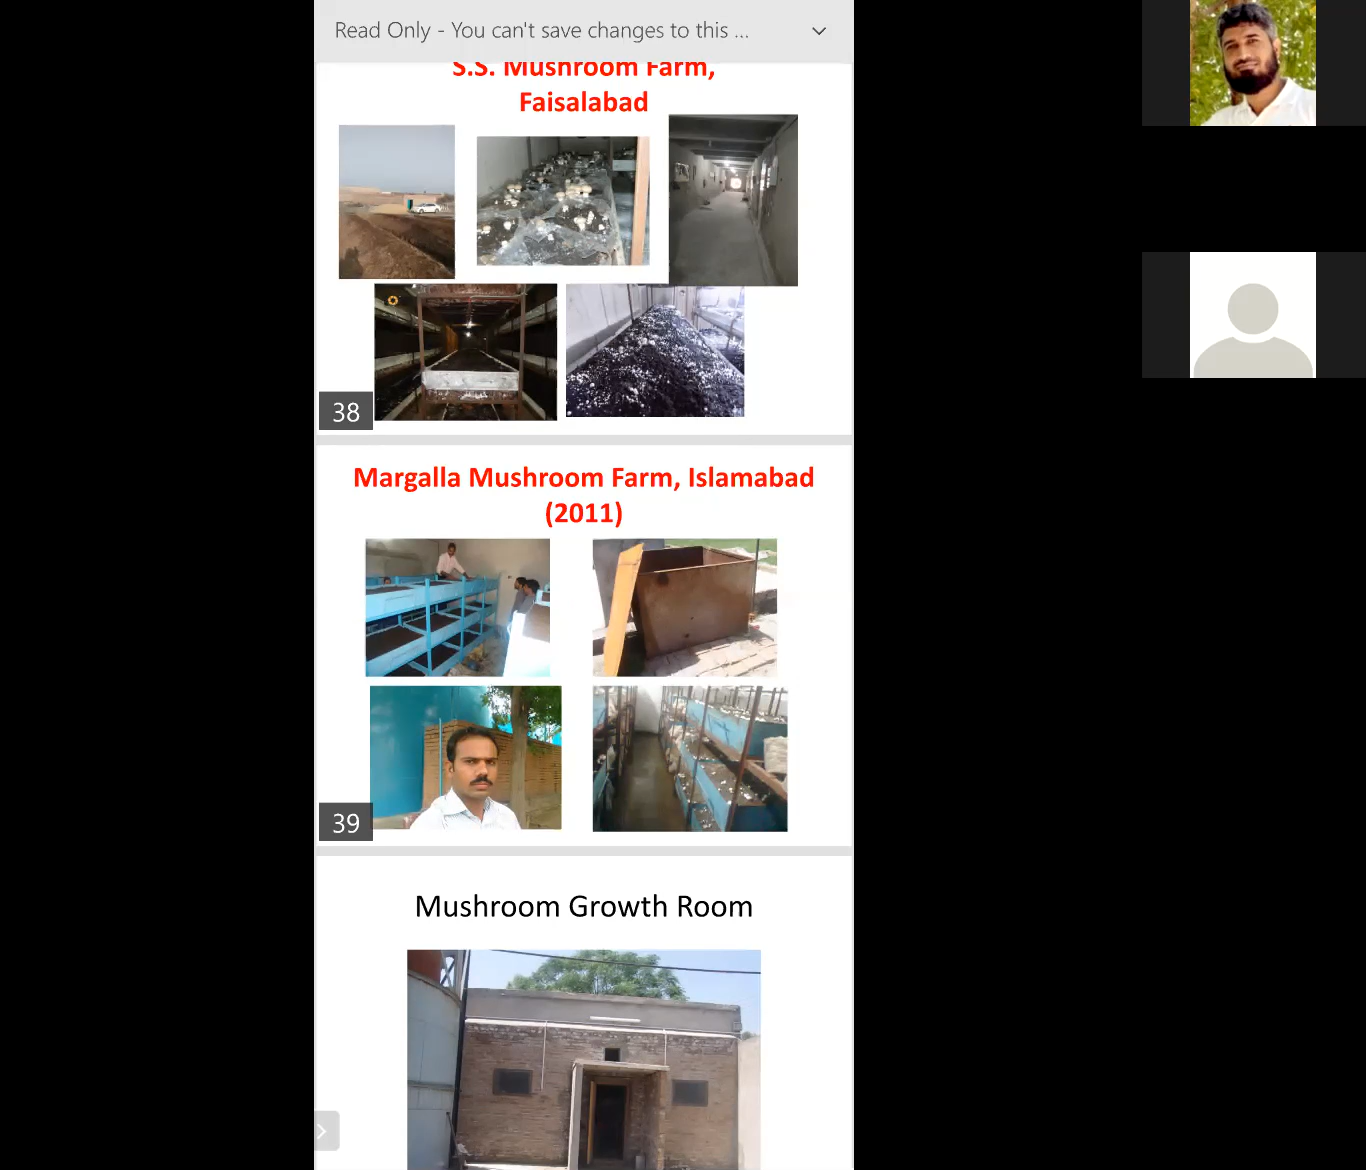 Read Only - You can't save changes to this ...
S.S. Mushroom Farm,
Faisalabad
38
Margalla Mushroom Farm, Islamabad
(2011)
39
Mushroom Growth Room